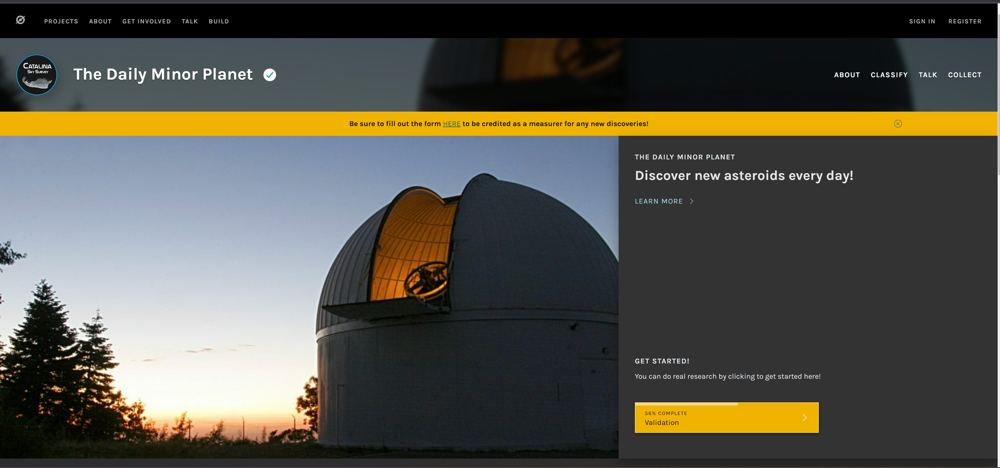 PROJECTS ABOUT GET INVOLVED TALK BUILD SIGN IN REGISTER
CATALINA
SKY SURVEY
The Daily Minor Planet
ABOUT CLASSIFY TALK COLLECT
Be sure to fill out the form HERE to be credited as a measurer for any new discoveries!
THE DAILY MINOR PLANET
Discover new asteroids every day!
LEARN MORE
GET STARTED!
You can do real research by clicking to get started here!
56% COMPLETE
Validation